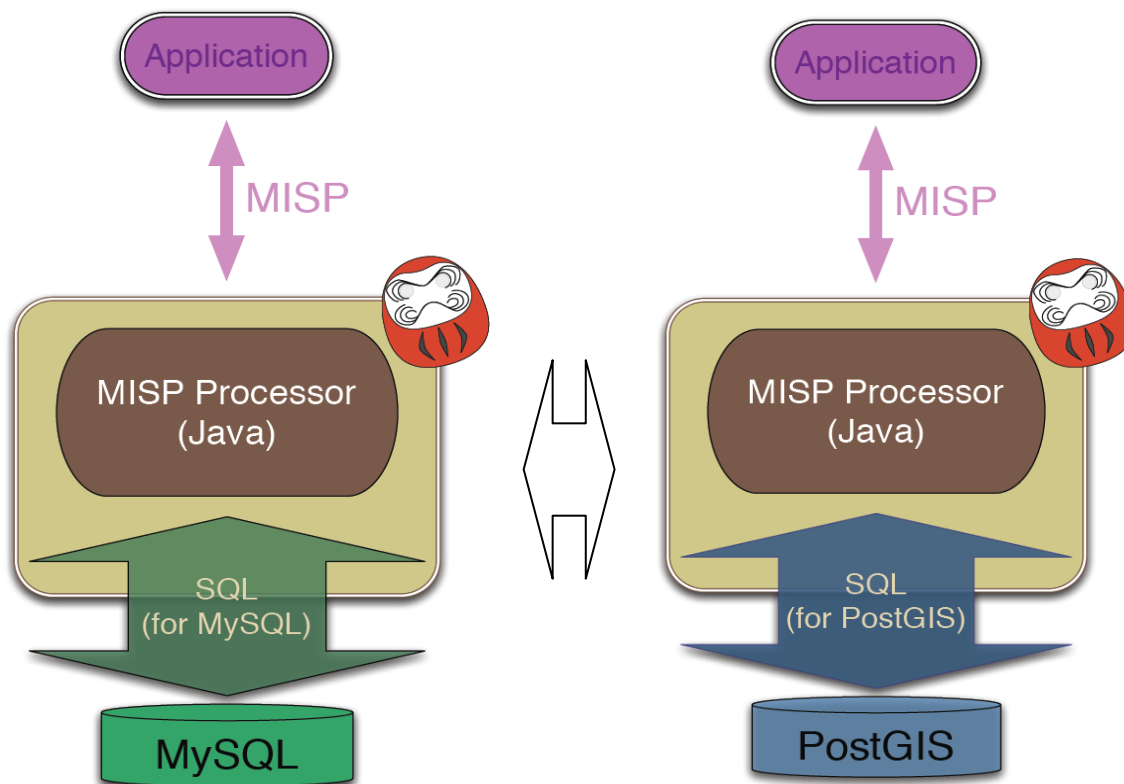 Application
MISP
MISP Processor
(Java)
SQL
(for MySQL)
MySQL
Application
MISP
MISP Processor
(Java)
SQL
(for PostGIS)
PostGIS